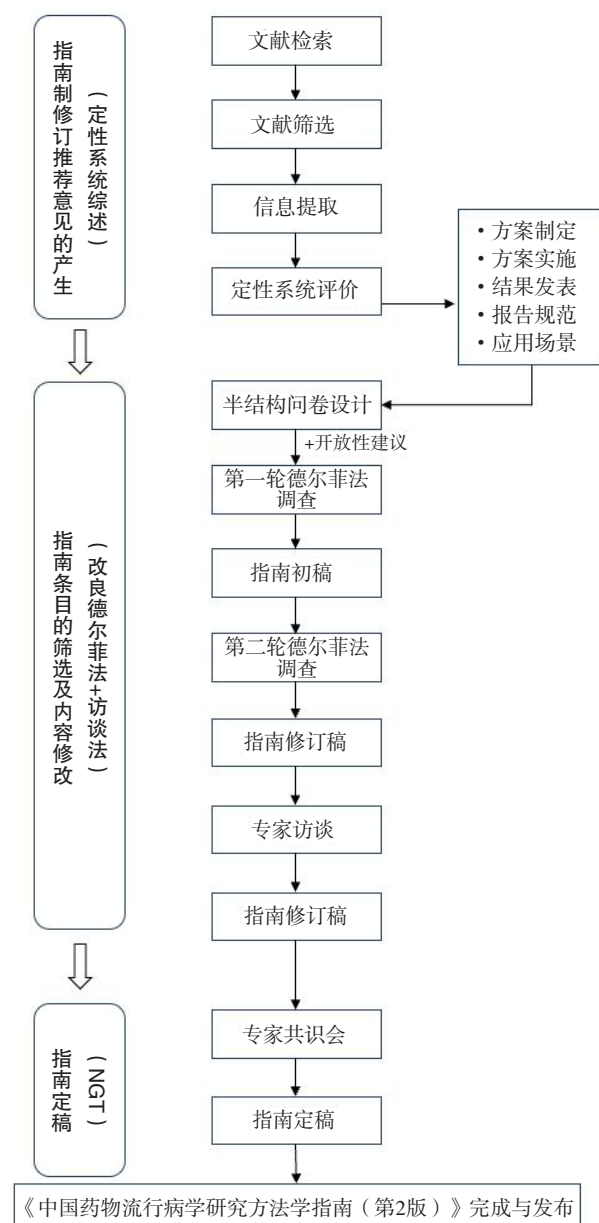 文献检索
文献筛选
信息提取
定性系统评价
指南制修订推荐意见的产生
（定性系统综述）
• 方案制定
• 方案实施
• 结果发表
• 报告规范
• 应用场景
半结构问卷设计
+开放性建议
第一轮德尔菲法
调查
指南初稿
第二轮德尔菲法
调查
指南修订稿
专家访谈
指南修订稿
指南条目的筛选及内容修改
（改良德尔菲法+访谈法）
专家共识会
指南定稿
指南定稿
（NGT）
《中国药物流行病学研究方法学指南（第2版）》完成与发布